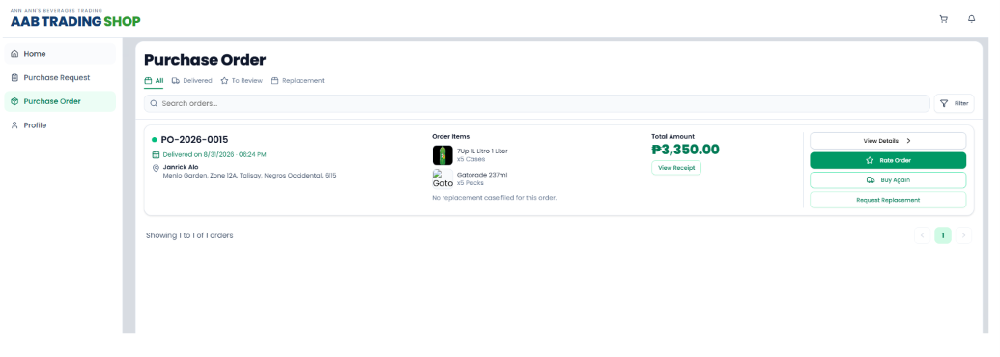 ANN ANN'S BEVERAGES TRADING
AAB TRADING SHOP
Home
Purchase Request
Purchase Order
Profile
Purchase Order
All Delivered To Review Replacement
Search orders...
Filter
PO-2026-0015
Delivered on 8/31/2026 · 06:24 PM
Janrick Alo
Menlo Garden, Zone 12A, Talisay, Negros Occidental, 6115
Order Items
7Up 1L Litro 1 Liter
x5 Cases
Gato
Gatorade 237ml
x5 Packs
No replacement case filed for this order.
Total Amount
₱3,350.00
View Receipt
View Details
Rate Order
Buy Again
Request Replacement
Showing 1 to 1 of 1 orders
1